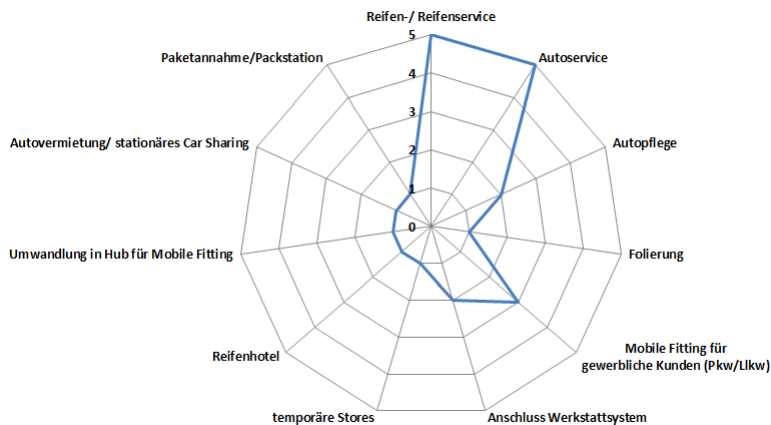 Reifen-/ Reifenservice
Autoservice
Autopflege
Folierung
Mobile Fitting für
gewerbliche Kunden (Pkw/Llkw)
Anschluss Werkstattsystem
temporäre Stores
Reifenhotel
Umwandlung in Hub für Mobile Fitting
Autovermietung/ stationäres Car Sharing
Paketannahme/Packstation
5
4
3
2
1
0